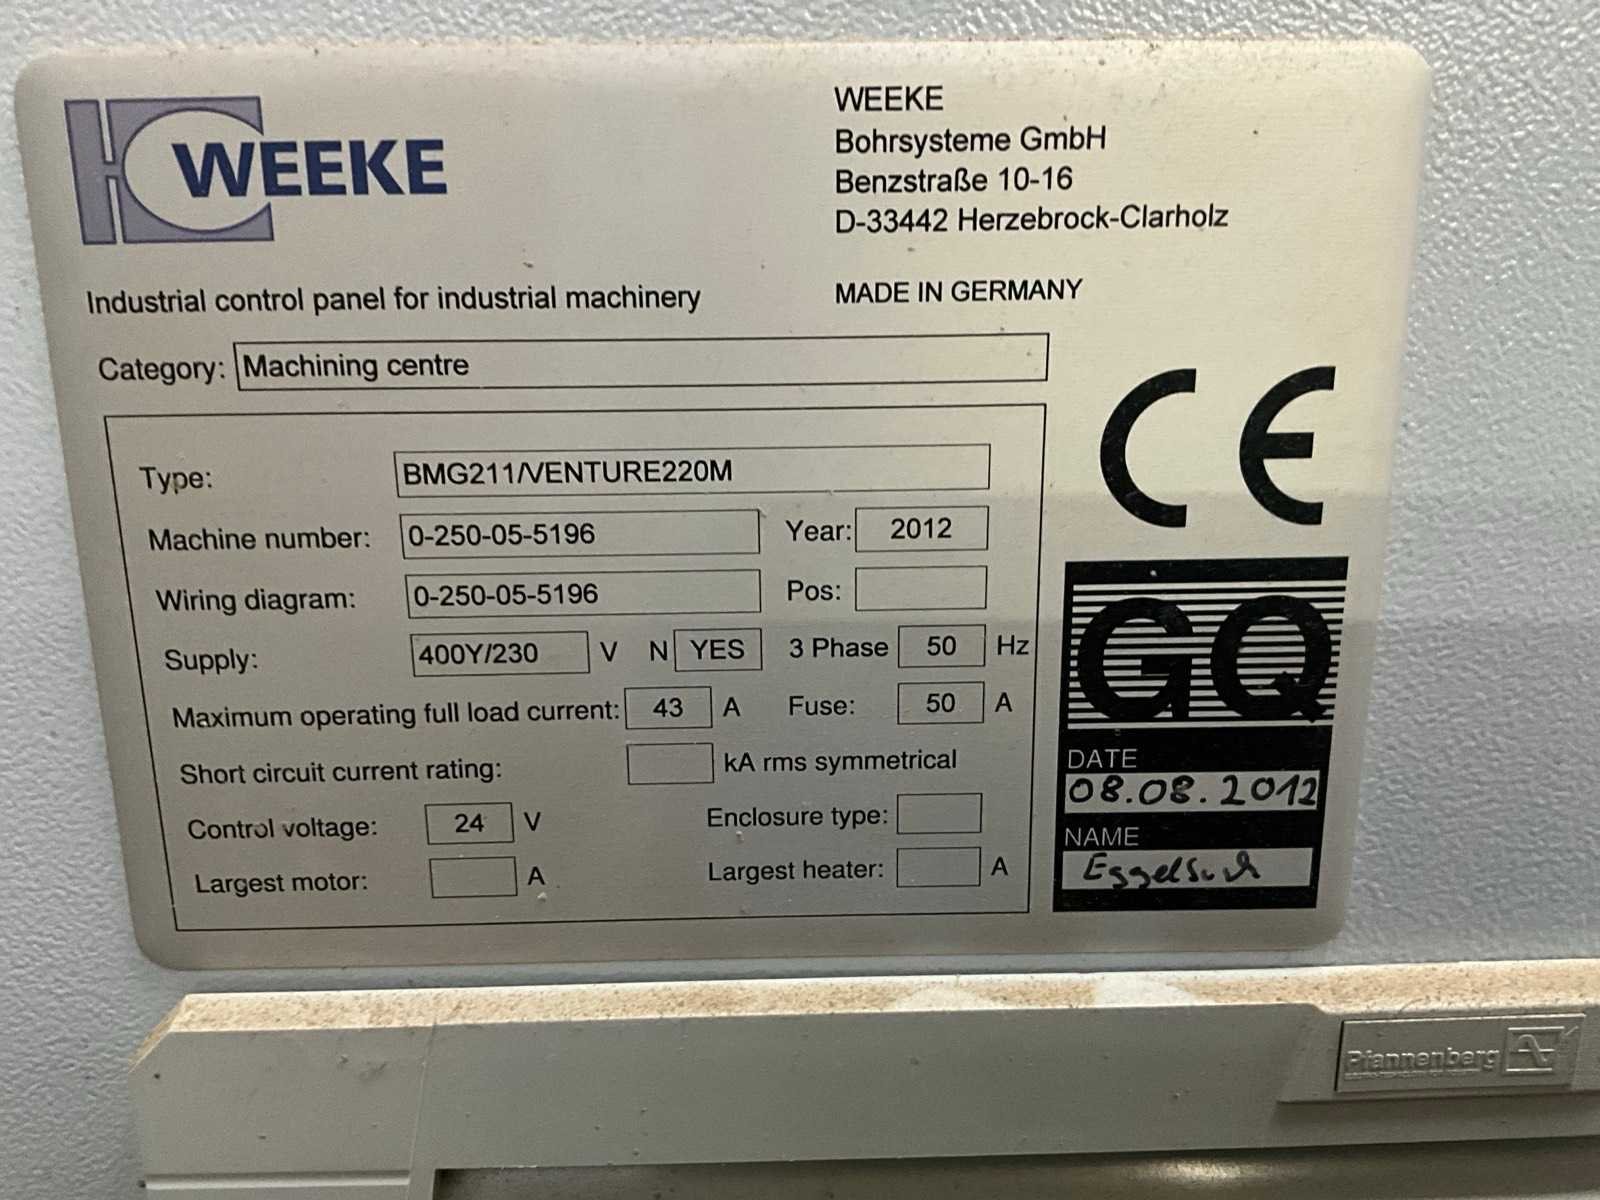 WEEKE
WEEKE
Bohrsysteme GmbH
Benzstraße 10-16
D-33442 Herzebrock-Clarholz
Industrial control panel for industrial machinery
MADE IN GERMANY
Category: Machining centre
CE
Type: BMG211/VENTURE220M
Machine number: 0-250-05-5196 Year: 2012
Wiring diagram: 0-250-05-5196 Pos:
Supply: 400Y/230 V N YES 3 Phase 50 Hz
Maximum operating full load current: 43 A Fuse: 50 A
Short circuit current rating: kA rms symmetrical
Control voltage: 24 V Enclosure type:
Largest motor: A Largest heater: A
GQ
DATE
08.08.2012
NAME
Pfannenberg